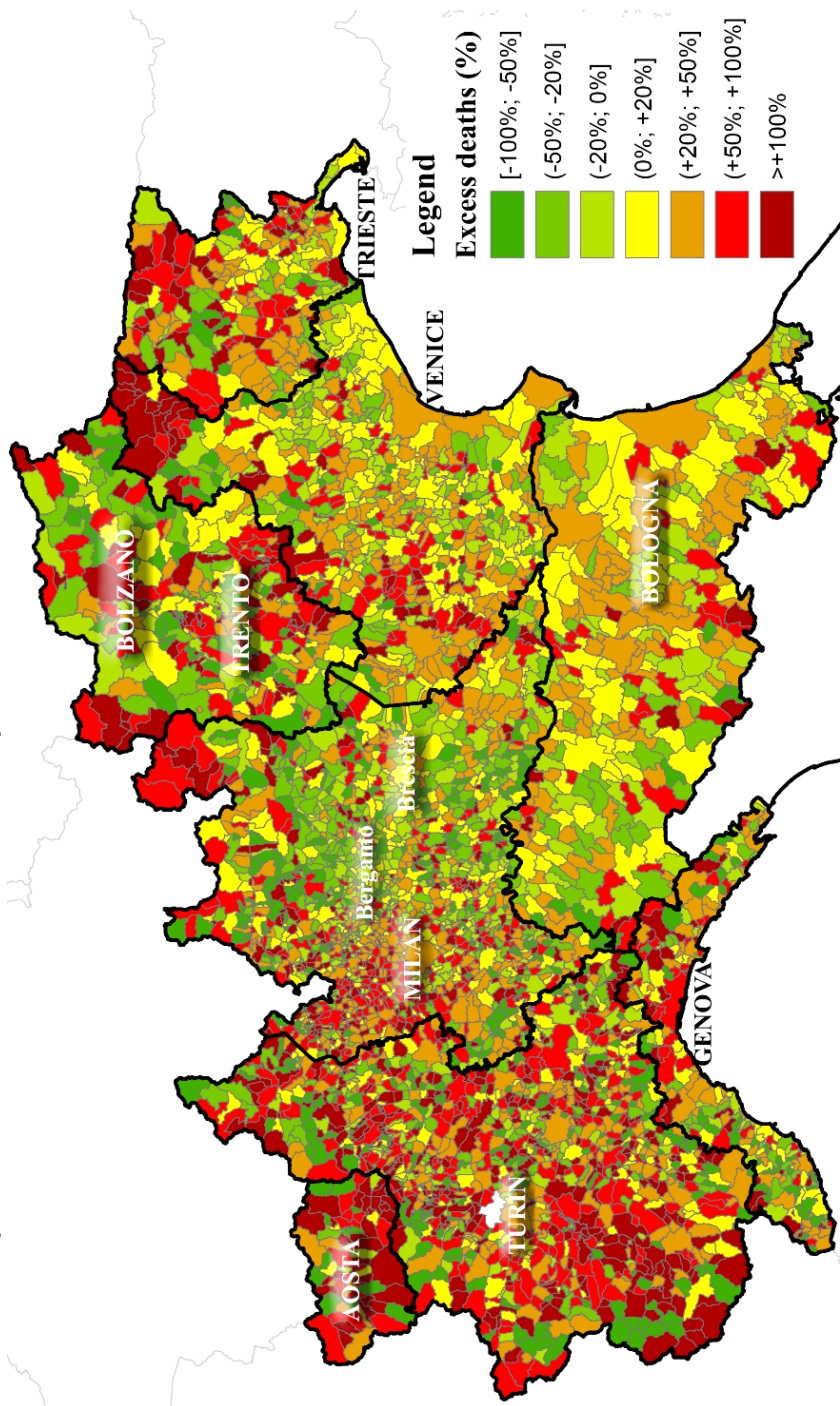 BOLZANO
TRENTO
AOSTA
Bergamo
Brescia
MILAN
TURIN
GENOVA
BOLOGNA
VENICE
TRIESTE
Legend
Excess deaths (%)
[-100%; -50%]
(-50%; -20%]
(-20%; 0%]
(0%; +20%]
(+20%; +50%]
(+50%; +100%]
>+100%